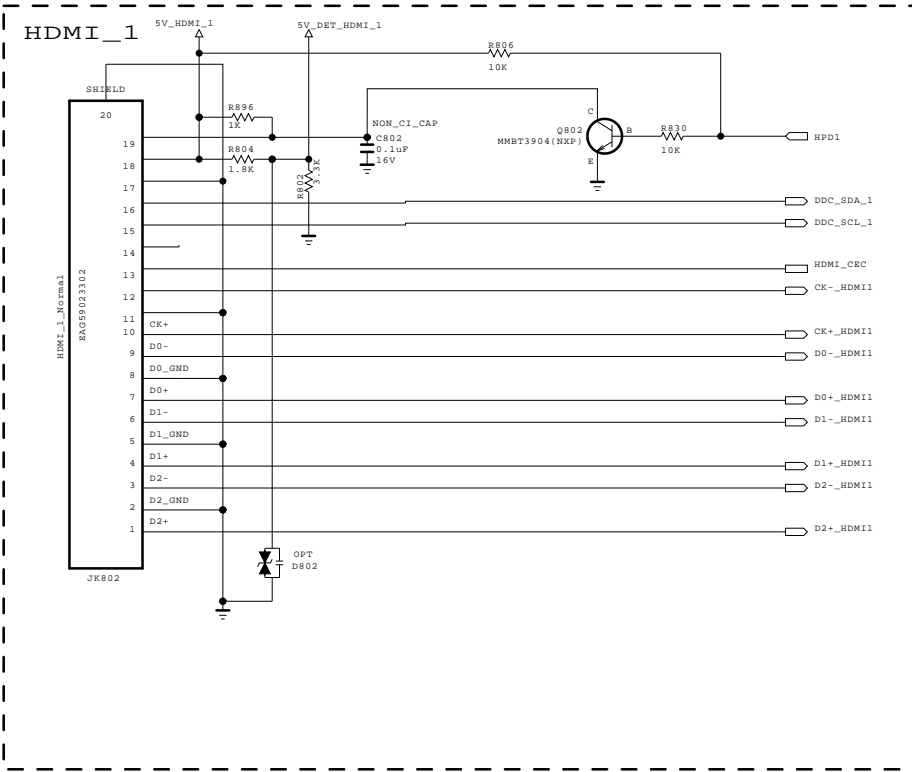 HDMI_1
5V_HDMI_1
5V_DET_HDMI_1
R806
10K
SHIELD
20
R896
1K
NON_CI_CAP
C802
0.1uF
16V
C
Q802
MMBT3904(NXP)
B
E
R830
10K
HPD1
19
R804
1.8K
R802
3.3K
18
17
16
DDC_SDA_1
15
DDC_SCL_1
14
13
HDMI_CEC
12
CK-_HDMI1
11
CK+
10
CK+_HDMI1
D0-
9
D0-_HDMI1
D0_GND
8
D0+
7
D0+_HDMI1
D1-
6
D1-_HDMI1
D1_GND
5
D1+
4
D1+_HDMI1
D2-
3
D2-_HDMI1
D2_GND
2
D2+
1
D2+_HDMI1
HDMI_1_Normal
EAG59023302
OPT
D802
JK802